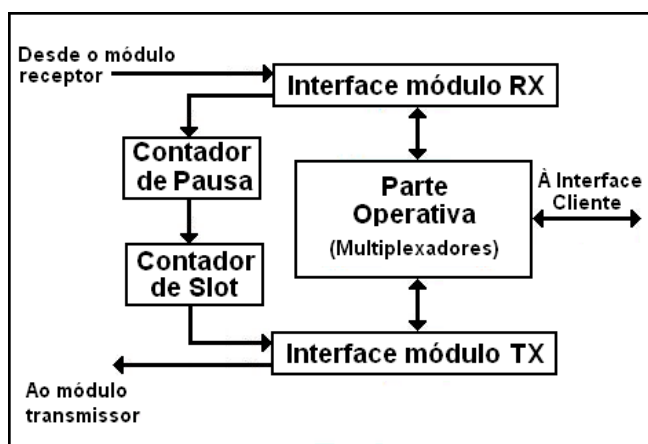 Desde o módulo
receptor
Interface módulo RX
Contador
de Pausa
Parte
Operativa
(Multiplexadores)
À Interface
Cliente
Contador
de Slot
Interface módulo TX
Ao módulo
transmissor